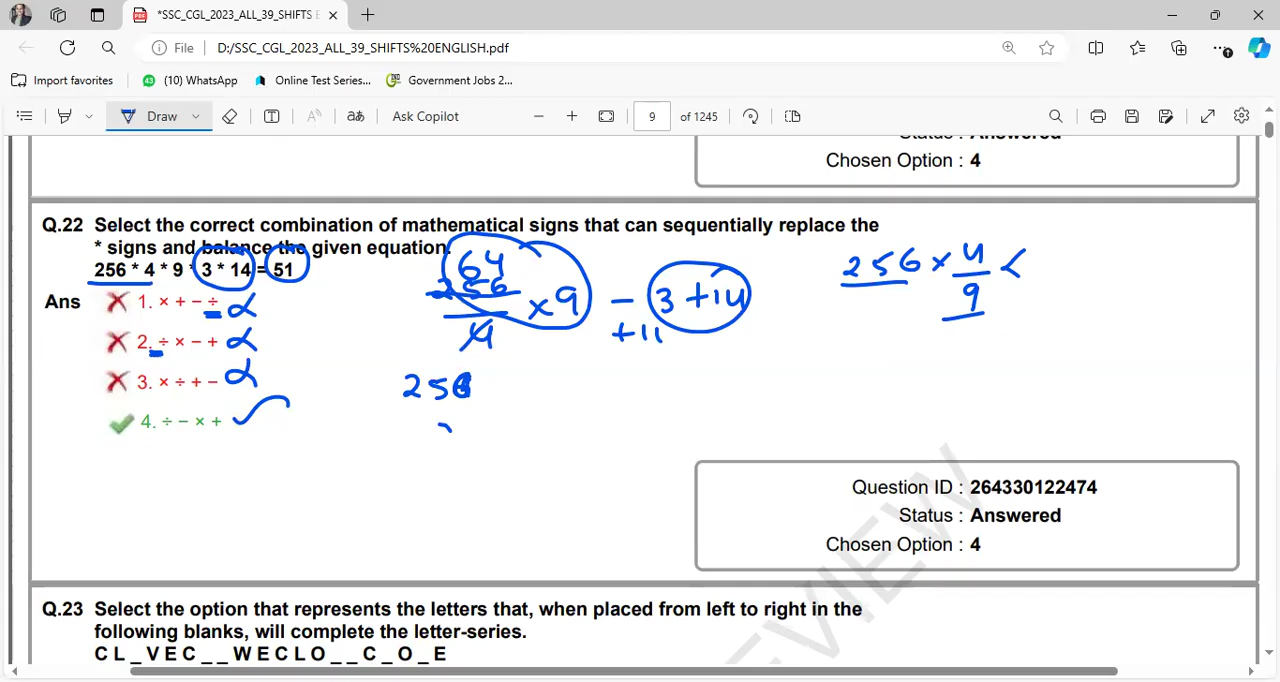 *SSC_CGL_2023_ALL_39_SHIFTS E
File D:/SSC_CGL_2023_ALL_39_SHIFTS%20ENGLISH.pdf
Import favorites (10) WhatsApp Online Test Series... Government Jobs 2...
Draw aあ Ask Copilot 9 of 1245
Status : Answered
Chosen Option : 4
Q.22 Select the correct combination of mathematical signs that can sequentially replace the
* signs and balance the given equation.
256 * 4 * 9 * 3 * 14 = 51
Ans 1. × + − ÷
2. ÷ × − +
3. × ÷ + −
4. ÷ − × +
64
256
4
× 9 − 3 + 14
+11
256
256 × 4
9
Question ID : 264330122474
Status : Answered
Chosen Option : 4
Q.23 Select the option that represents the letters that, when placed from left to right in the
following blanks, will complete the letter-series.
C L _ V E C _ _ W E C L O _ _ C _ O _ E
VIEW